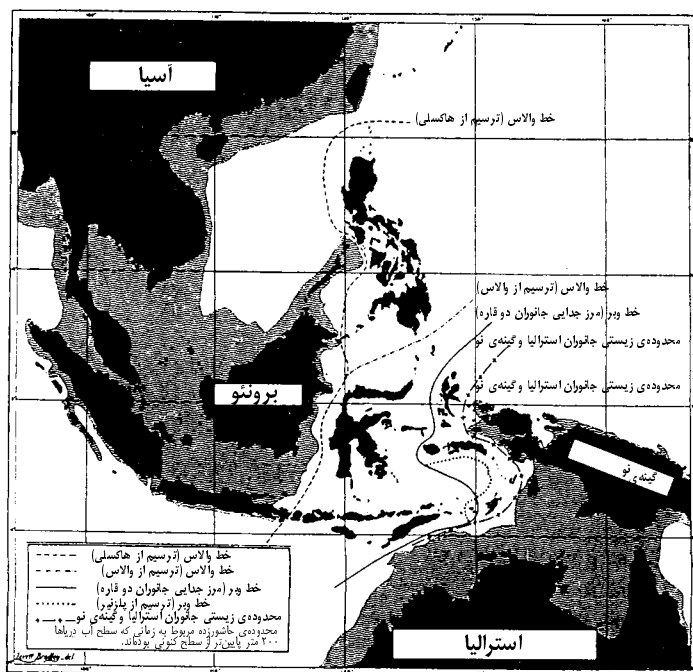 آسیا
خط والاس (ترسیم از هاکسلی)
خط والاس (ترسیم از والاس)
خط وبر (مرز جدایی جانوران دو قاره)
محدوده‌ی زیستی جانوران استرالیا و گینه‌ی نو
محدوده‌ی زیستی جانوران استرالیا و گینه‌ی نو
برونئو
گینه‌ی نو
خط والاس (ترسیم از هاکسلی)
خط والاس (ترسیم از والاس)
خط وبر (مرز جدایی جانوران دو قاره)
خط وبر (ترسیم از پلزنیر)
محدوده‌ی زیستی جانوران استرالیا و گینه‌ی نو
محدوده‌ی هاشورزده مربوط به زمانی که سطح آب دریاها
۲۰۰ متر پایین‌تر از سطح کنونی بوده‌اند.
استرالیا